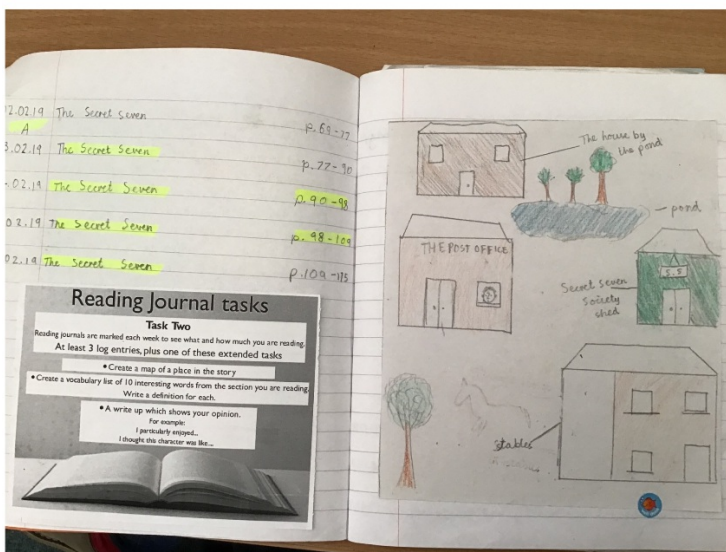 2.02.19 The Secret Seven
A p.69-77
3.02.19 The Secret Seven
p.77-90
.02.19 The Secret Seven
p.90-98
02.19 The Secret Seven
p.98-109
02.19 The Secret Seven
p.109-115
Reading Journal tasks
Task Two
Reading journals are marked each week to see what and how much you are reading.
At least 3 log entries, plus one of these extended tasks
• Create a map of a place in the story
• Create a vocabulary list of 10 interesting words from the section you are reading.
Write a definition for each.
• A write up which shows your opinion.
For example:
I particularly enjoyed...
I thought this character was like...
The house by
the pond
pond
THE POST OFFICE
S.S
Secret Seven
Society
shed
stables